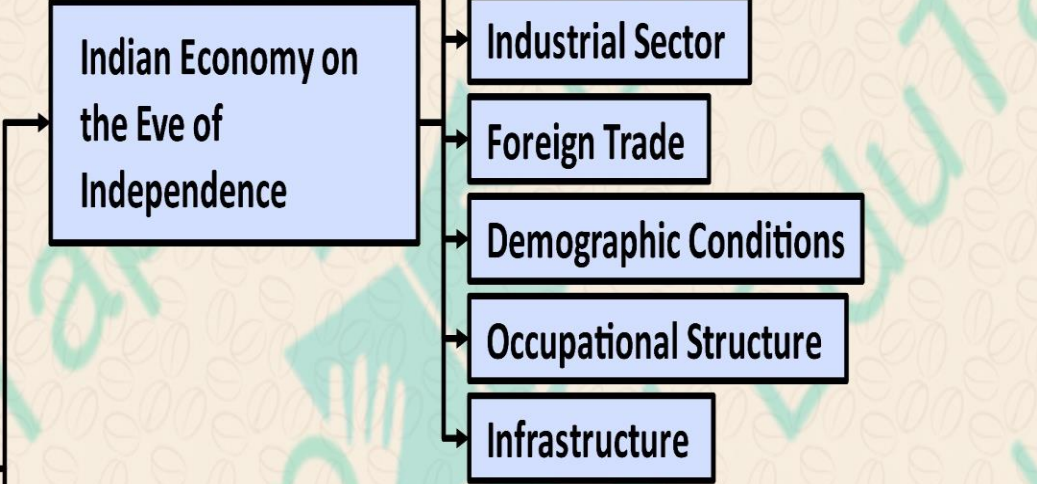 Indian Economy on
the Eve of
Independence
Industrial Sector
Foreign Trade
Demographic Conditions
Occupational Structure
Infrastructure